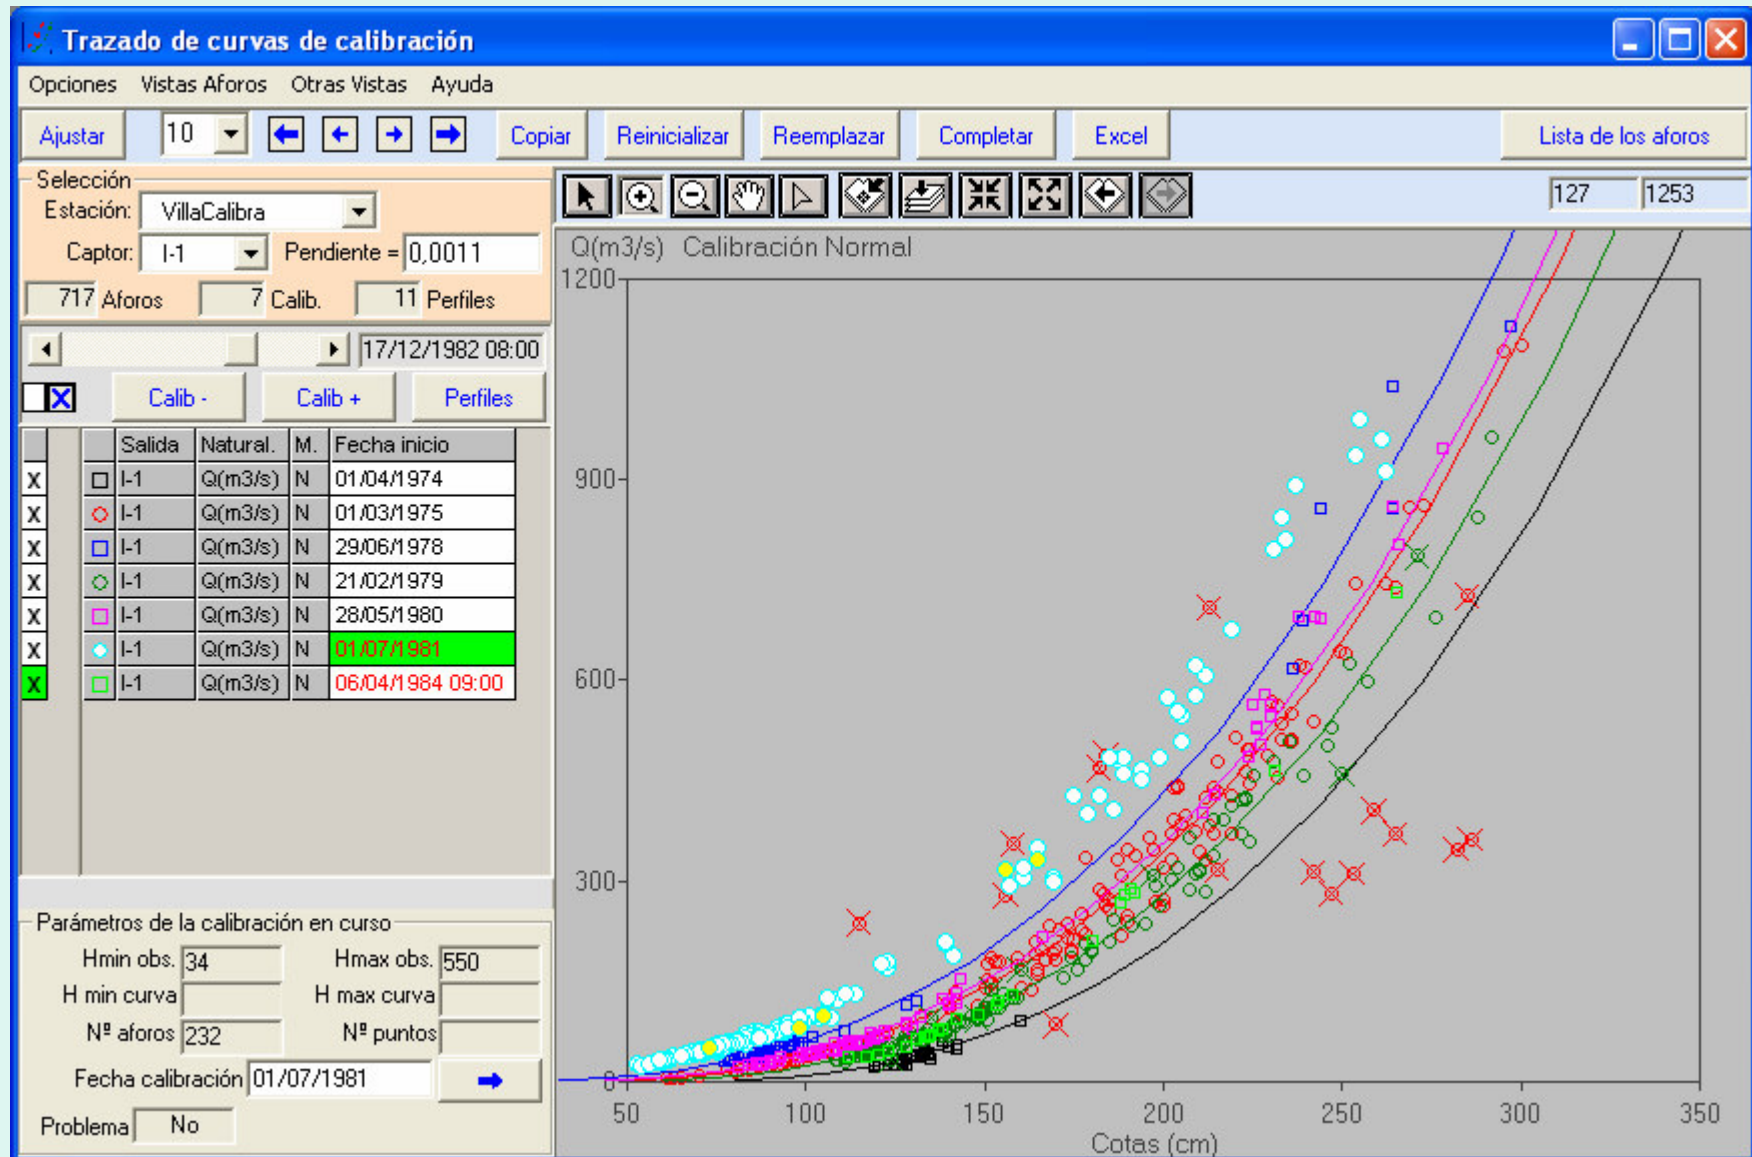 Trazado de curvas de calibración
Opciones Vistas Aforos Otras Vistas Ayuda
Ajustar 10 Copiar Reinicializar Reemplazar Completar Excel Lista de los aforos
Selección
Estación: VillaCalibra
Captor: I-1 Pendiente = 0,0011
717 Aforos 7 Calib. 11 Perfiles
17/12/1982 08:00
X Calib - Calib + Perfiles
Salida Natural. M. Fecha inicio
X I-1 Q(m3/s) N 01/04/1974
X I-1 Q(m3/s) N 01/03/1975
X I-1 Q(m3/s) N 29/06/1978
X I-1 Q(m3/s) N 21/02/1979
X I-1 Q(m3/s) N 28/05/1980
X I-1 Q(m3/s) N 01/07/1981
X I-1 Q(m3/s) N 06/04/1984 09:00
Parámetros de la calibración en curso
Hmin obs. 34 Hmax obs. 550
H min curva H max curva
Nº aforos 232 Nº puntos
Fecha calibración 01/07/1981
Problema No
127 1253
Q(m3/s) Calibración Normal
1200
900
600
300
0
50 100 150 200 250 300 350
Cotas (cm)